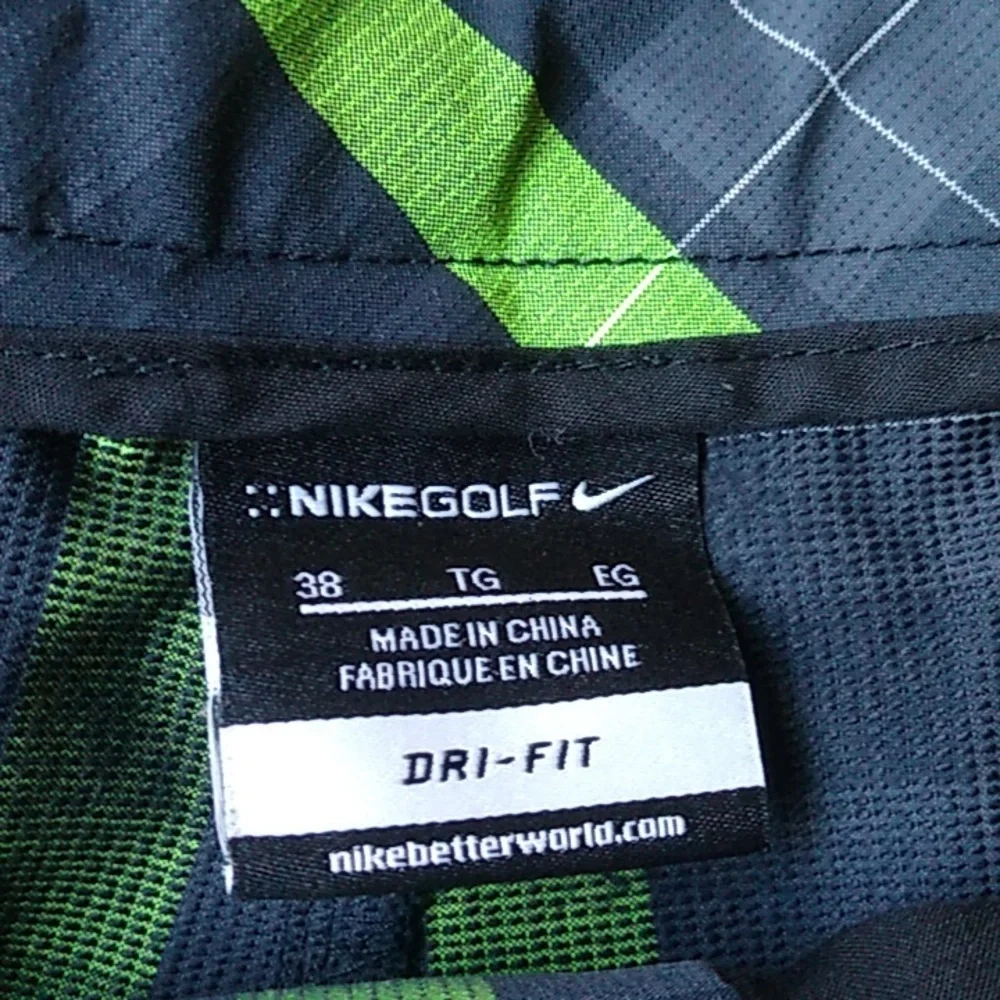 NIKEGOLF
38 TG EG
MADE IN CHINA
FABRIQUE EN CHINE
DRI-FIT
nikebetterworld.com